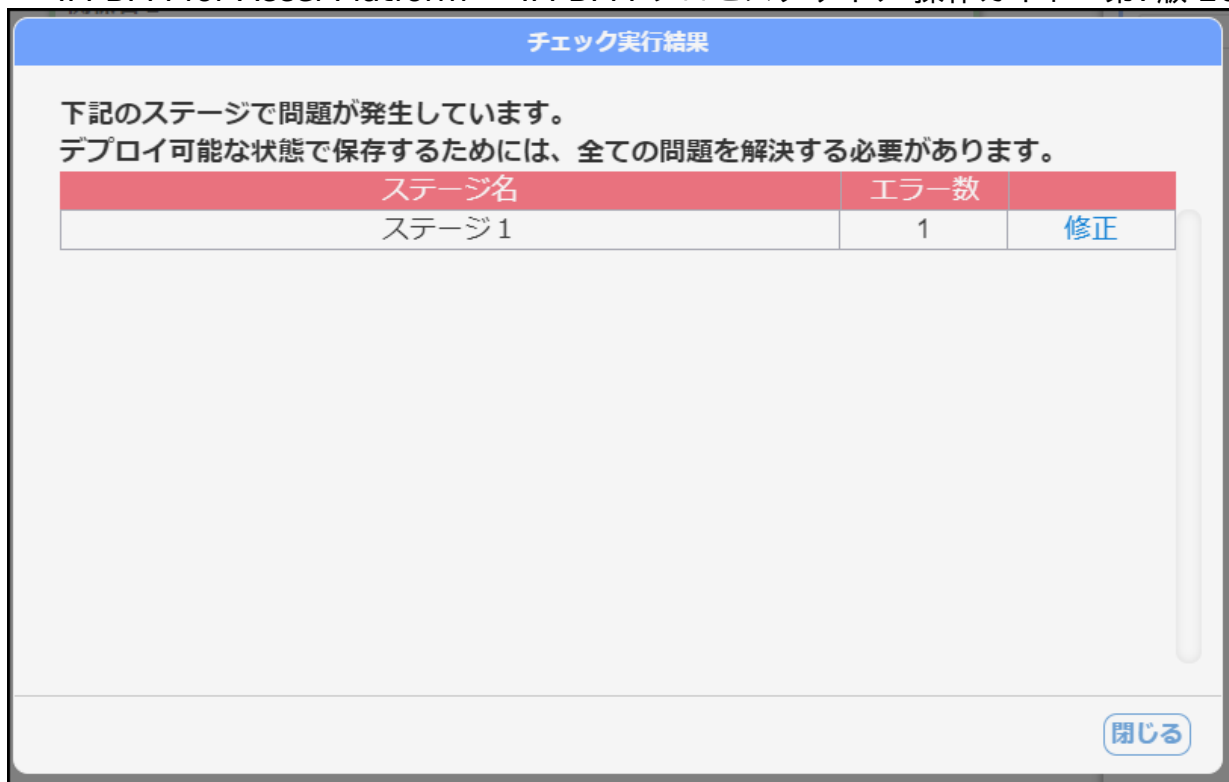 チェック実行結果
下記のステージで問題が発生しています。
デプロイ可能な状態で保存するためには、全ての問題を解決する必要があります。
ステージ名 エラー数
ステージ１ 1 修正
閉じる